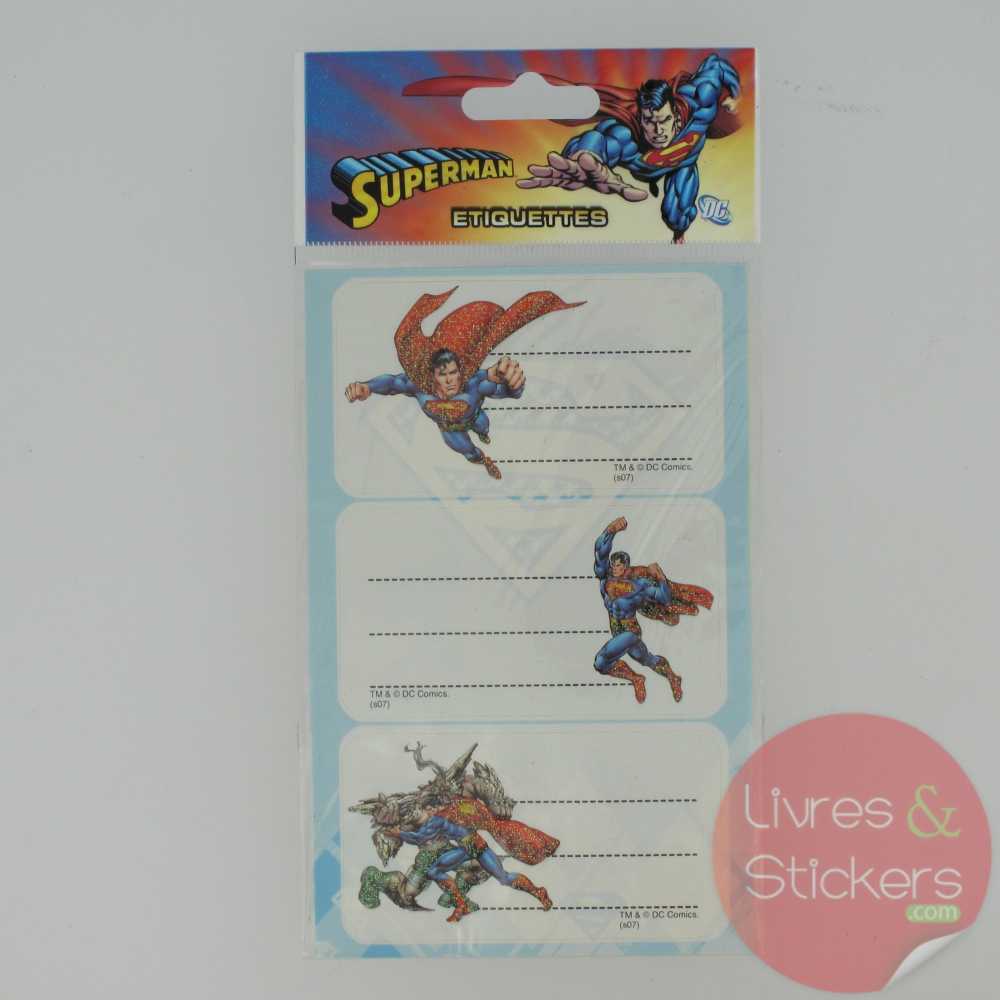 SUPERMAN
ETIQUETTES
DC
TM & © DC Comics.
(s07)
TM & © DC Comics.
(s07)
TM & © DC Comics.
(s07)
Livres &
Stickers
.com